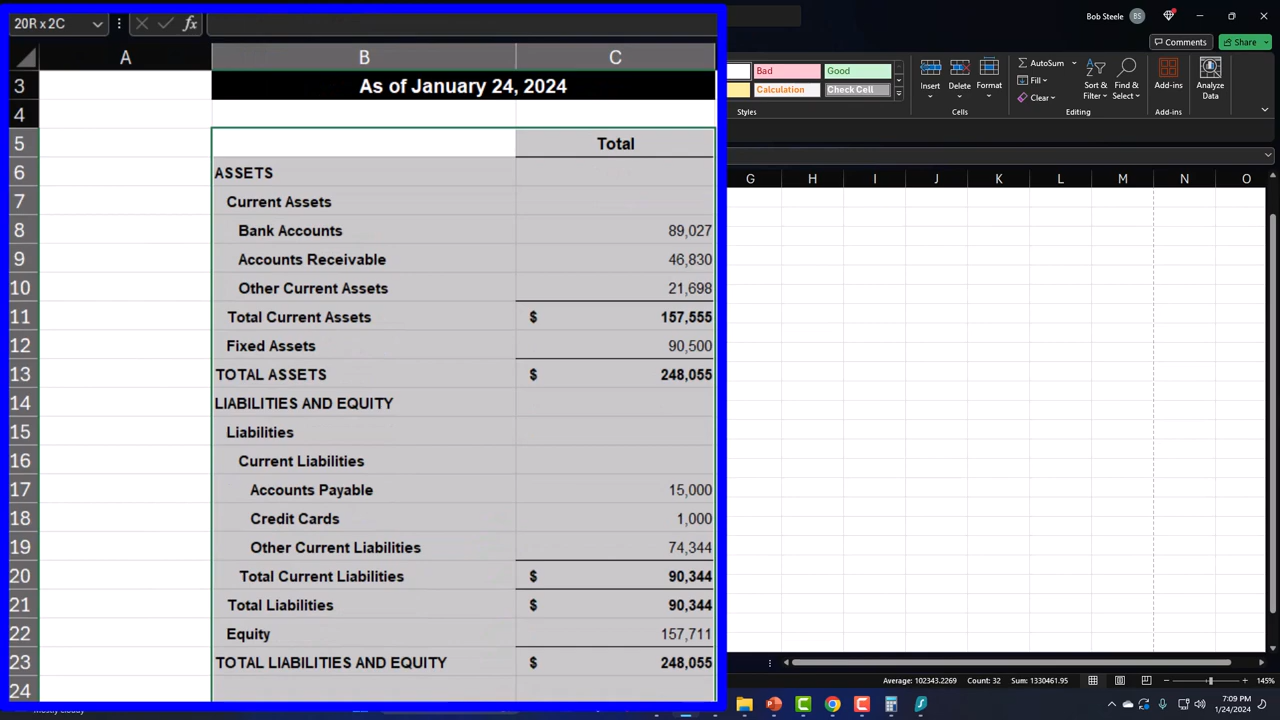 20R x 2C
fx
Bob Steele BS
Comments Share
Bad Good
Calculation Check Cell
Insert Delete Format
Cells
AutoSum
Fill
Clear
Sort & Filter
Find & Select
Editing
Add-ins
Add-ins
Analyze Data
A B C
G H I J K L M N O
3 As of January 24, 2024
4
5 Total
6 ASSETS
7 Current Assets
8 Bank Accounts 89,027
9 Accounts Receivable 46,830
10 Other Current Assets 21,698
11 Total Current Assets $ 157,555
12 Fixed Assets 90,500
13 TOTAL ASSETS $ 248,055
14 LIABILITIES AND EQUITY
15 Liabilities
16 Current Liabilities
17 Accounts Payable 15,000
18 Credit Cards 1,000
19 Other Current Liabilities 74,344
20 Total Current Liabilities $ 90,344
21 Total Liabilities $ 90,344
22 Equity 157,711
23 TOTAL LIABILITIES AND EQUITY $ 248,055
24
Average: 102343.2269 Count: 32 Sum: 1330461.95 145%
7:09 PM
1/24/2024